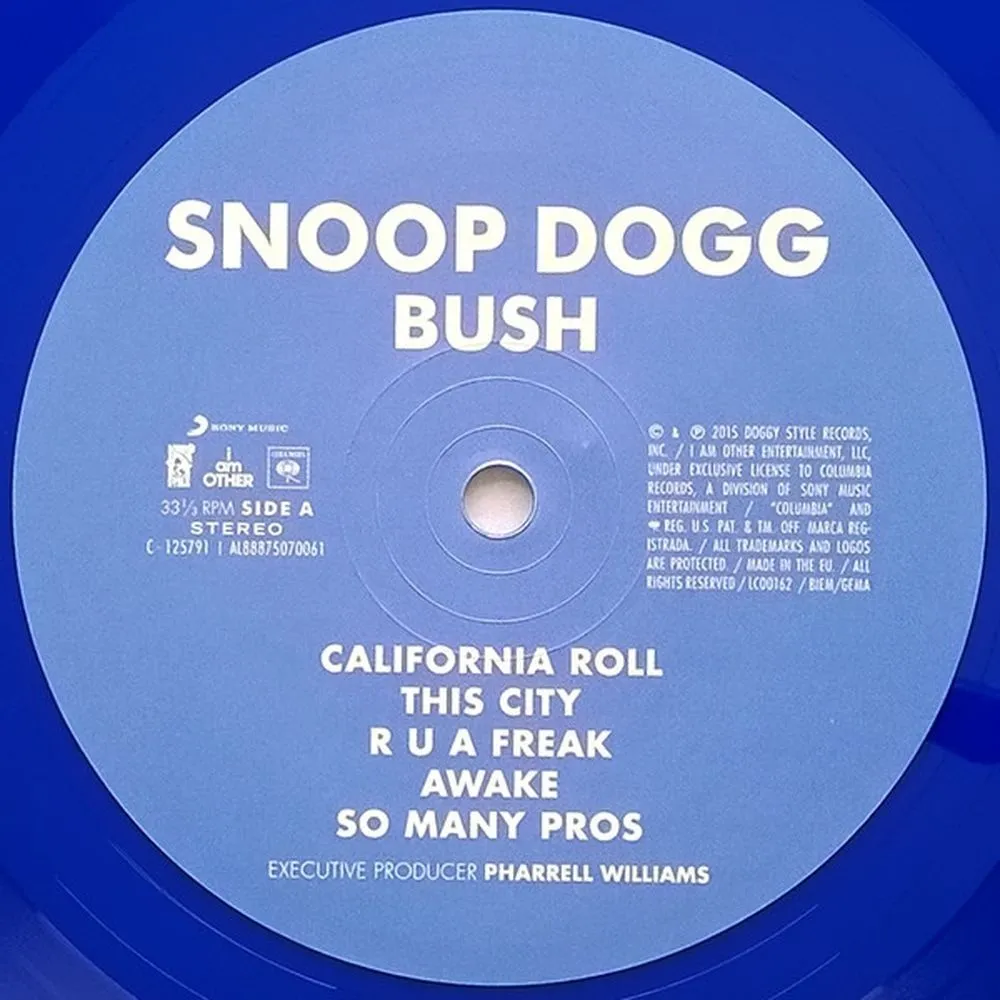 SNOOP DOGG
BUSH
SONY MUSIC
i am OTHER
COLUMBIA
33⅓ RPM SIDE A
STEREO
C-125791 | AL88875070061
© & ℗ 2015 DOGGY STYLE RECORDS,
INC. / I AM OTHER ENTERTAINMENT, LLC,
UNDER EXCLUSIVE LICENSE TO COLUMBIA
RECORDS, A DIVISION OF SONY MUSIC
ENTERTAINMENT / "COLUMBIA" AND
REG. U.S. PAT. & TM. OFF. MARCA REG-
ISTRADA. / ALL TRADEMARKS AND LOGOS
ARE PROTECTED. / MADE IN THE EU. / ALL
RIGHTS RESERVED / LC00162 / BIEM/GEMA
CALIFORNIA ROLL
THIS CITY
R U A FREAK
AWAKE
SO MANY PROS
EXECUTIVE PRODUCER PHARRELL WILLIAMS